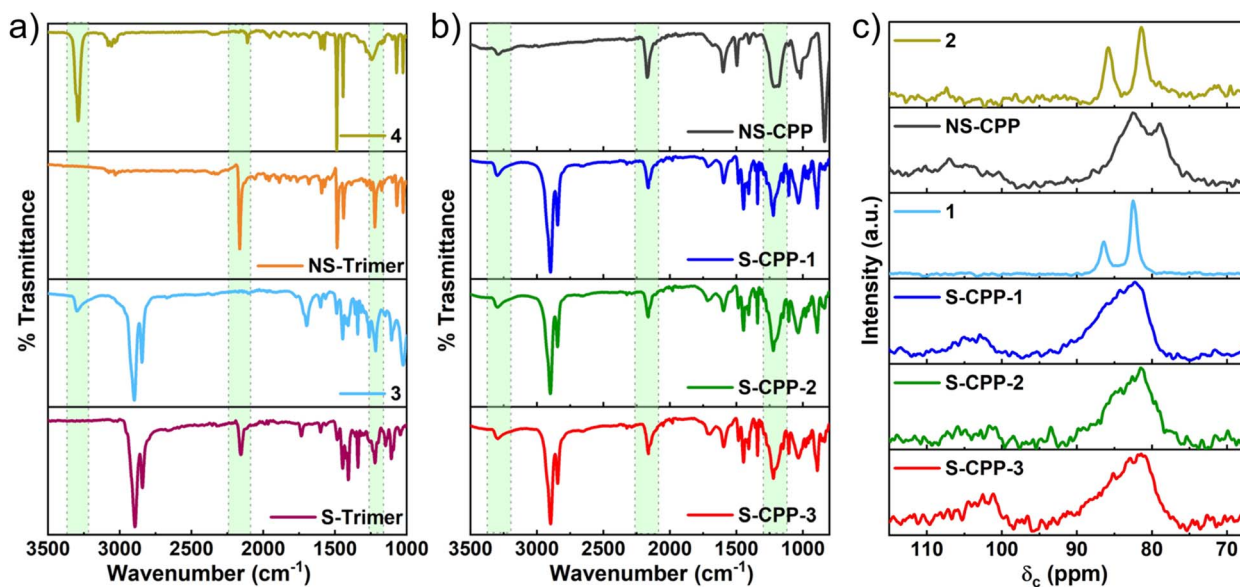 a)
4
NS-Trimer
3
S-Trimer
% Trasmittance
3500 3000 2500 2000 1500 1000
Wavenumber (cm⁻¹)
b)
NS-CPP
S-CPP-1
S-CPP-2
S-CPP-3
% Trasmittance
3500 3000 2500 2000 1500 1000
Wavenumber (cm⁻¹)
c)
2
NS-CPP
1
S-CPP-1
S-CPP-2
S-CPP-3
Intensity (a.u.)
110 100 90 80 70
δc (ppm)